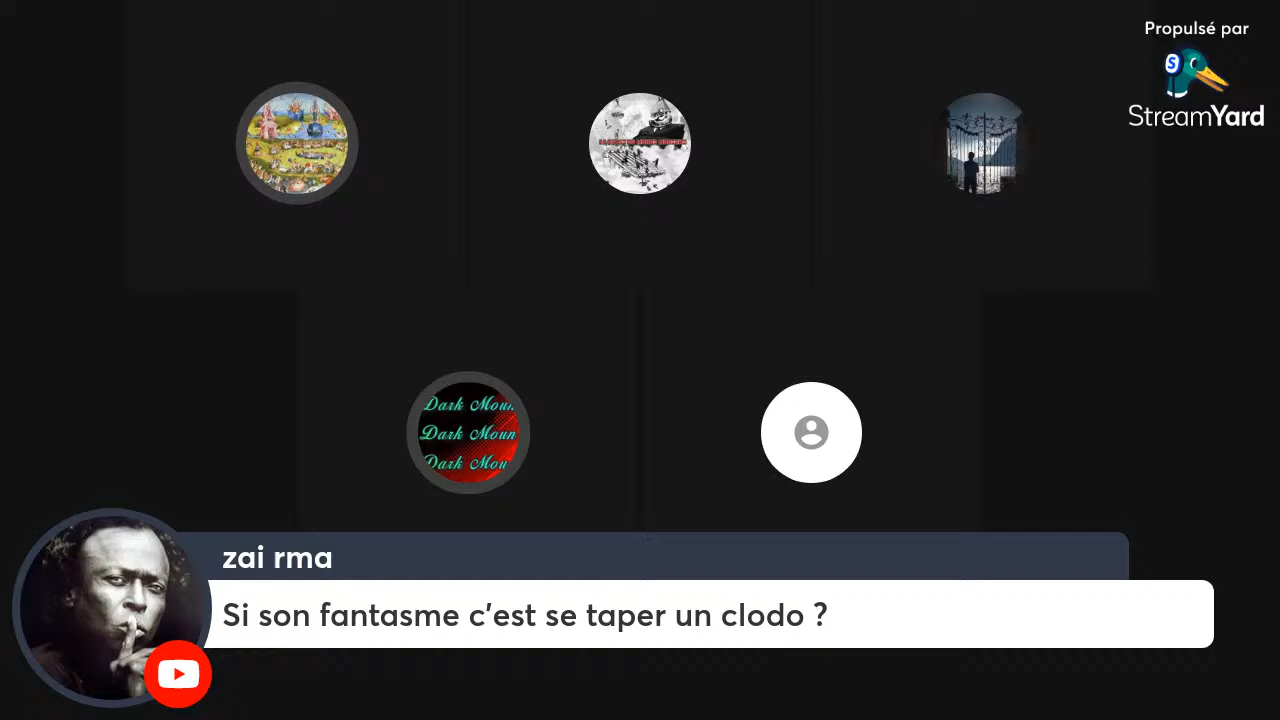 Propulsé par
StreamYard
Dark Moun
Dark Moun
Dark Mou
zai rma
Si son fantasme c'est se taper un clodo ?